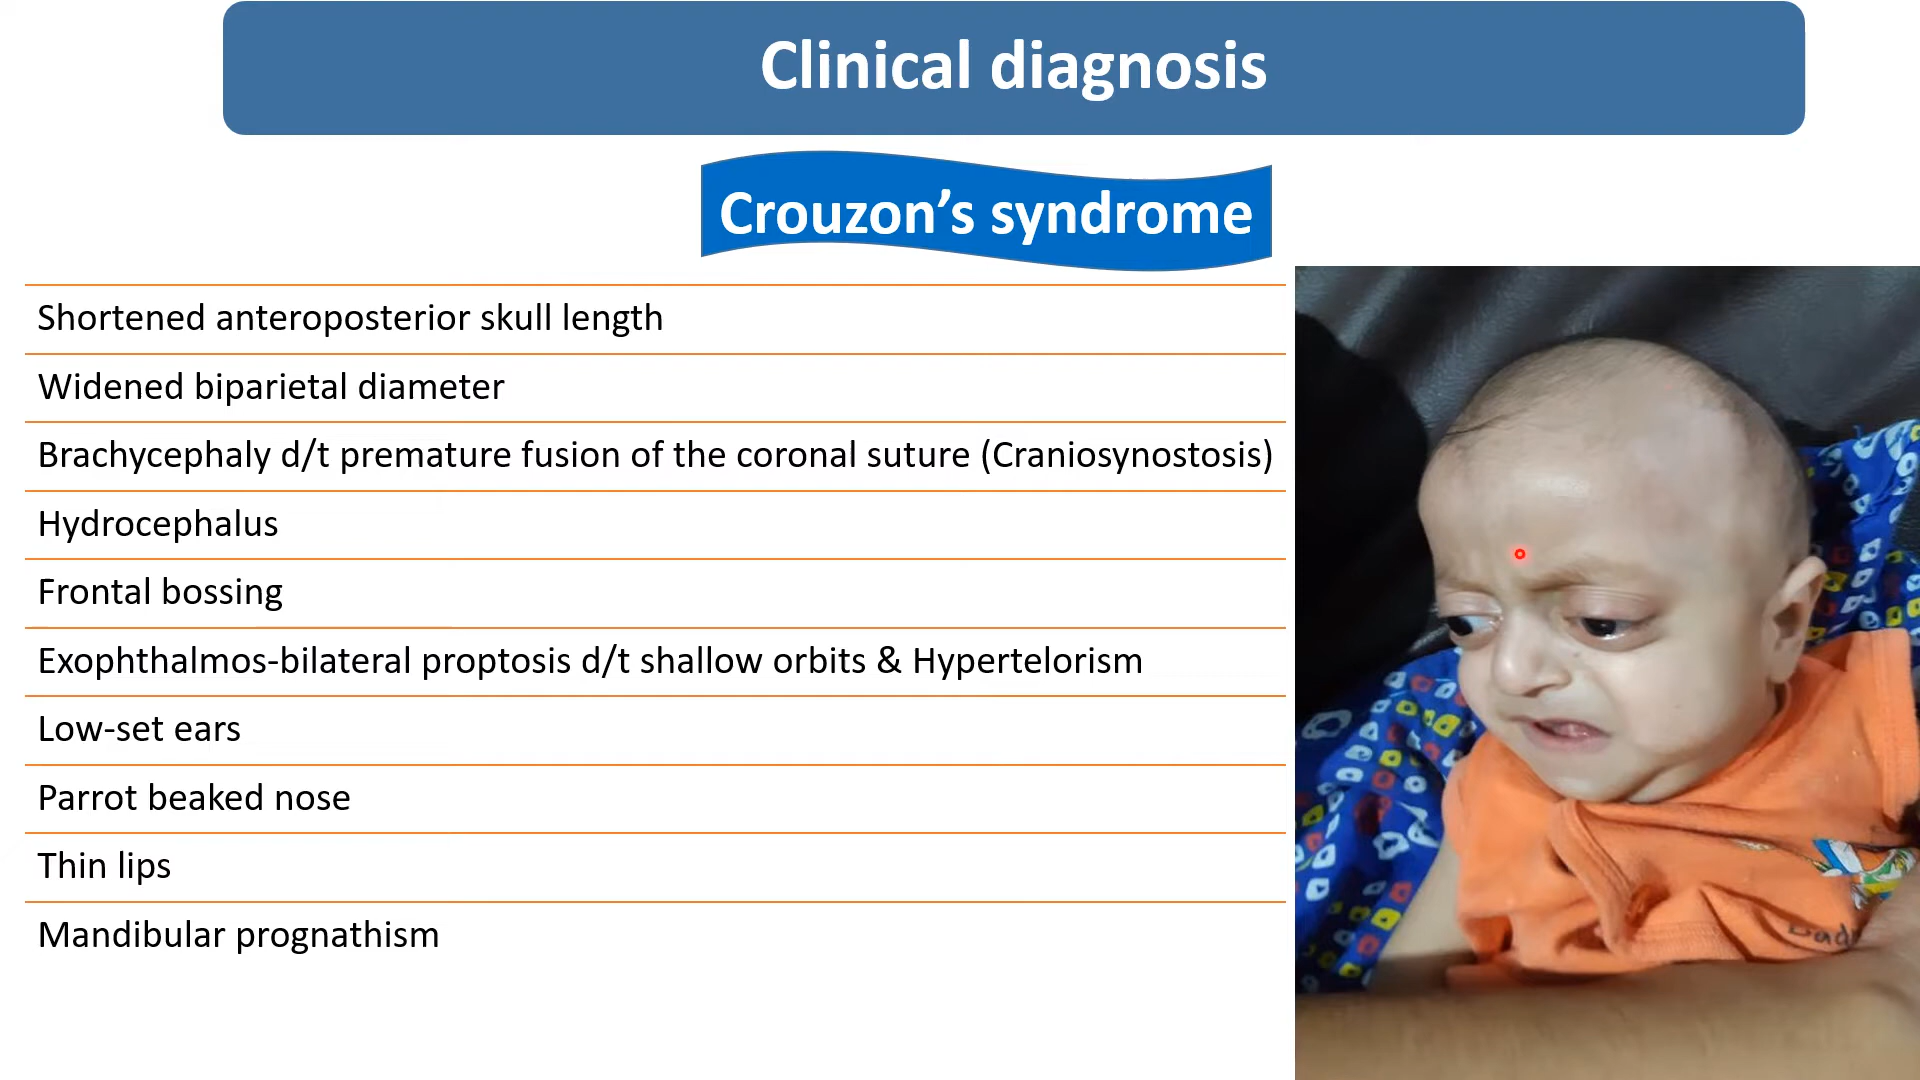 Clinical diagnosis
Crouzon’s syndrome
Shortened anteroposterior skull length
Widened biparietal diameter
Brachycephaly d/t premature fusion of the coronal suture (Craniosynostosis)
Hydrocephalus
Frontal bossing
Exophthalmos-bilateral proptosis d/t shallow orbits & Hypertelorism
Low-set ears
Parrot beaked nose
Thin lips
Mandibular prognathism